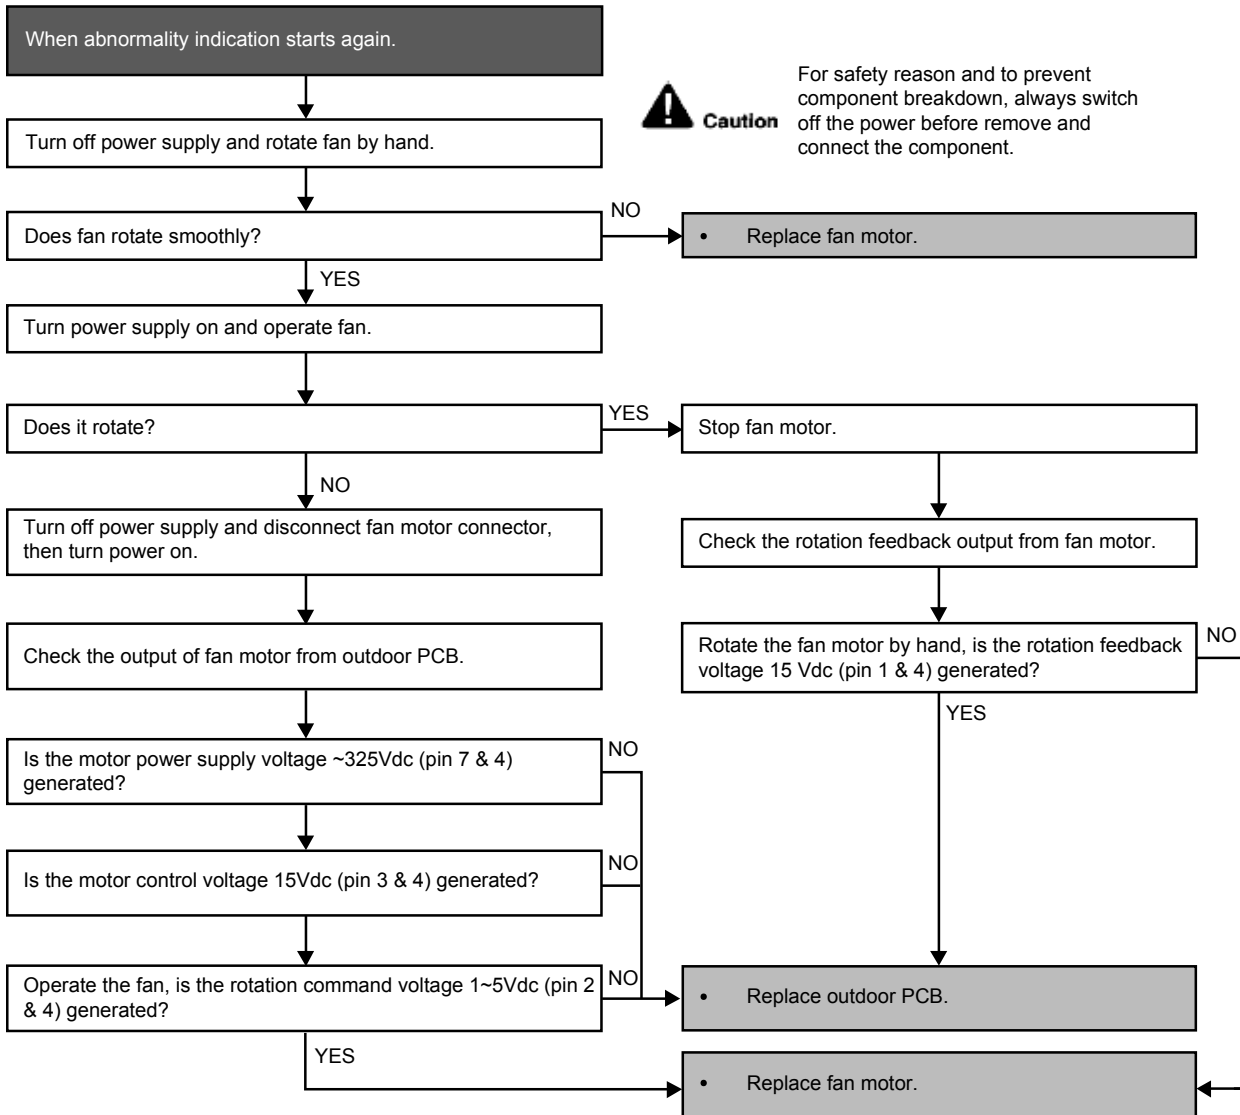 When abnormality indication starts again.
Caution
For safety reason and to prevent
component breakdown, always switch
off the power before remove and
connect the component.
Turn off power supply and rotate fan by hand.
Does fan rotate smoothly?
NO
• Replace fan motor.
YES
Turn power supply on and operate fan.
Does it rotate?
YES
Stop fan motor.
NO
Turn off power supply and disconnect fan motor connector,
then turn power on.
Check the rotation feedback output from fan motor.
Check the output of fan motor from outdoor PCB.
Rotate the fan motor by hand, is the rotation feedback
voltage 15 Vdc (pin 1 & 4) generated?
NO
YES
Is the motor power supply voltage ~325Vdc (pin 7 & 4)
generated?
NO
Is the motor control voltage 15Vdc (pin 3 & 4) generated?
NO
Operate the fan, is the rotation command voltage 1~5Vdc (pin 2
& 4) generated?
NO
• Replace outdoor PCB.
YES
• Replace fan motor.